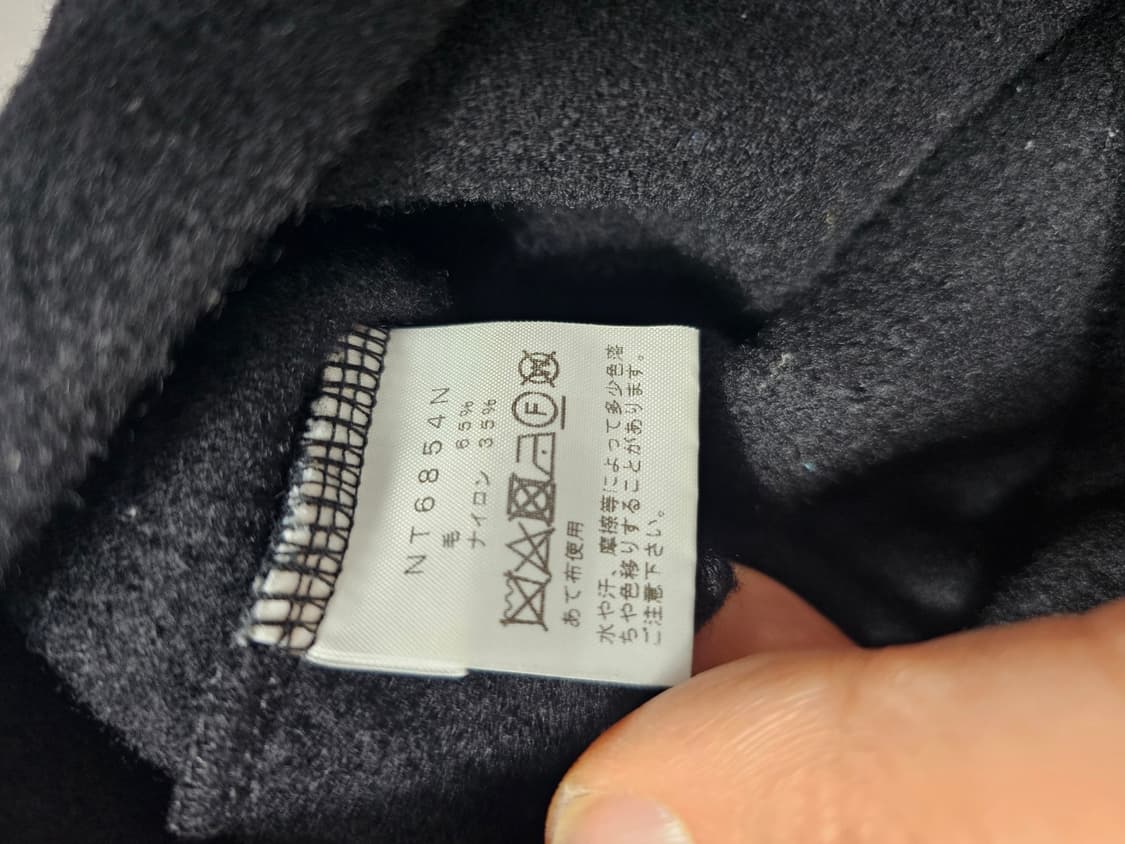 NT6854N
毛 65%
ナイロン 35%
F W
あて布使用
水や汗、摩擦等によって多少色落
ちや色移りすることがあります。
ご注意下さい。